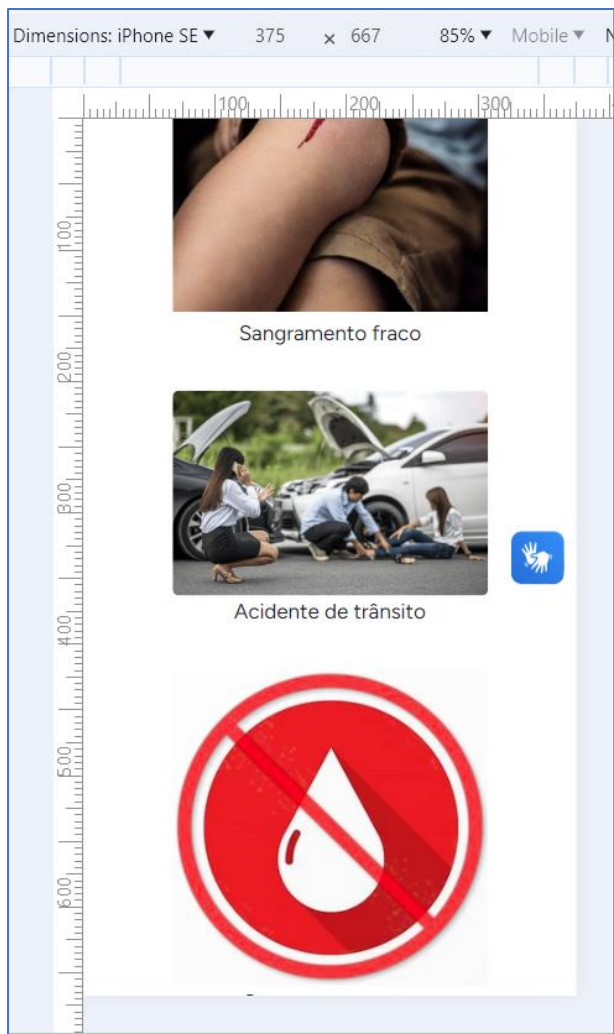 Dimensions: iPhone SE ▼ 375 × 667 85% ▼ Mobile ▼ N
100 200 300
100
200
300
400
500
600
Sangramento fraco
Acidente de trânsito